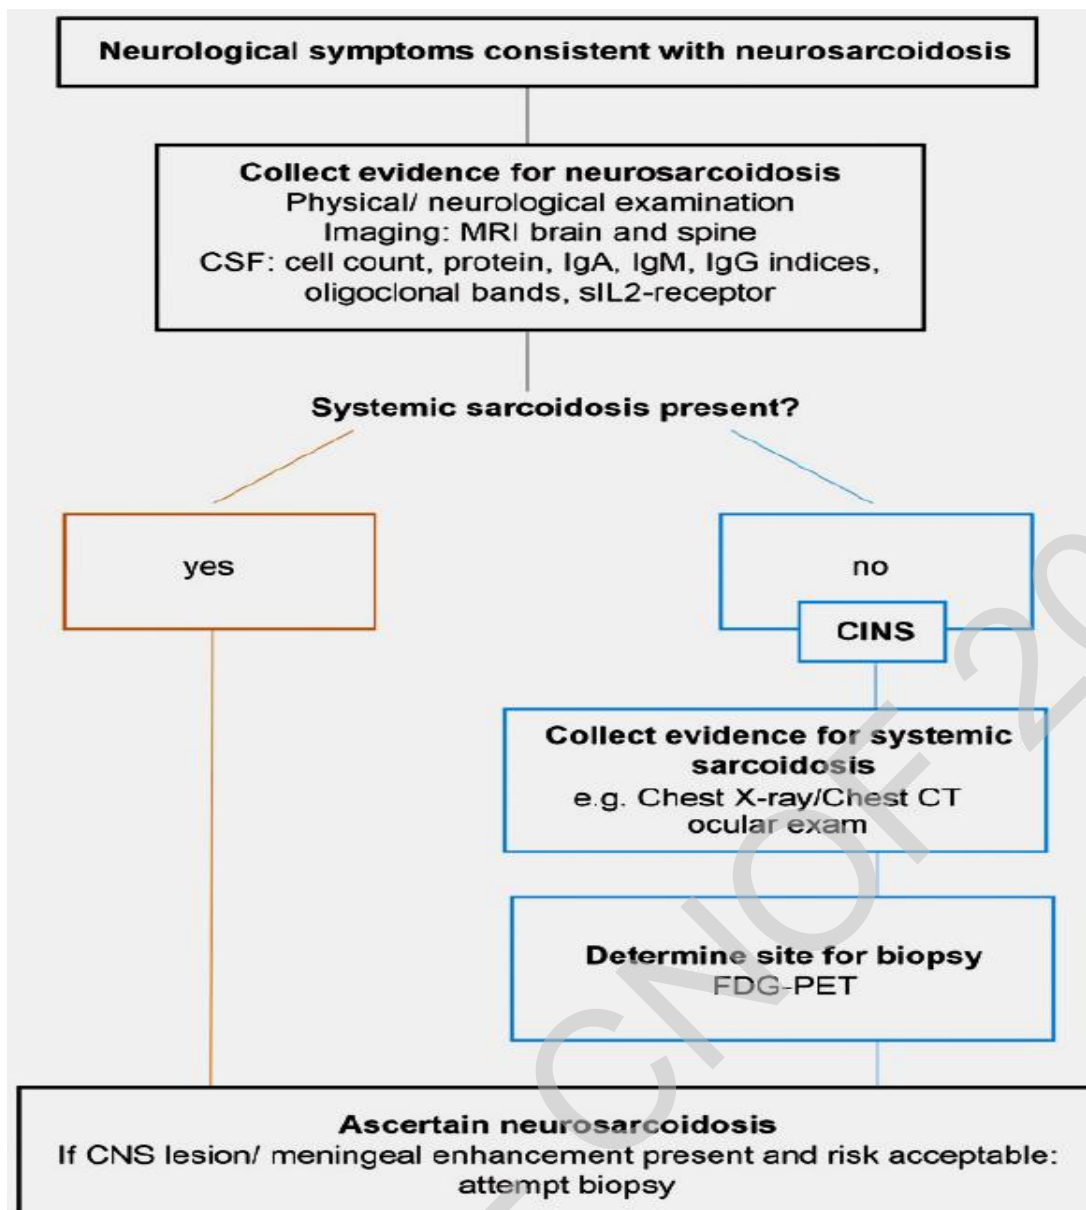 Neurological symptoms consistent with neurosarcoidosis
Collect evidence for neurosarcoidosis
Physical/ neurological examination
Imaging: MRI brain and spine
CSF: cell count, protein, IgA, IgM, IgG indices,
oligoclonal bands, sIL2-receptor
Systemic sarcoidosis present?
yes
no
CINS
Collect evidence for systemic
sarcoidosis
e.g. Chest X-ray/Chest CT
ocular exam
Determine site for biopsy
FDG-PET
Ascertain neurosarcoidosis
If CNS lesion/ meningeal enhancement present and risk acceptable:
attempt biopsy
CNOF 20